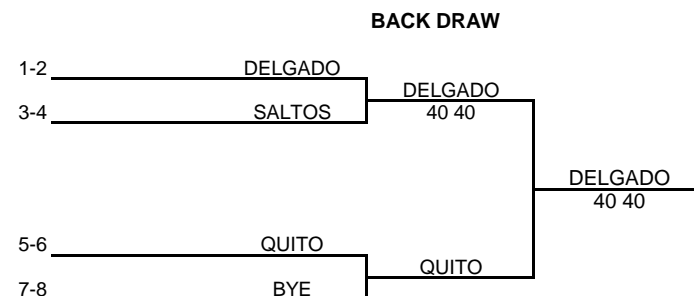 BACK DRAW
1-2 DELGADO
DELGADO
3-4 SALTOS 40 40
DELGADO
40 40
5-6 QUITO
QUITO
7-8 BYE